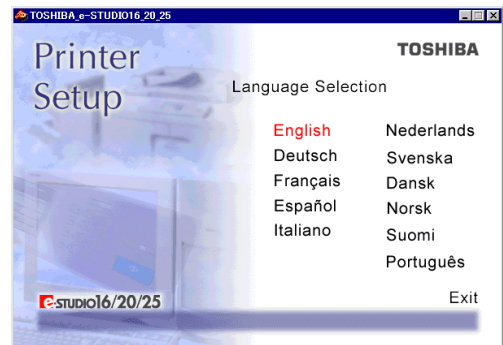 TOSHIBA_e-STUDIO16_20_25
Printer
Setup
TOSHIBA
Language Selection
English
Deutsch
Français
Español
Italiano
Nederlands
Svenska
Dansk
Norsk
Suomi
Português
e-STUDIO16/20/25
Exit